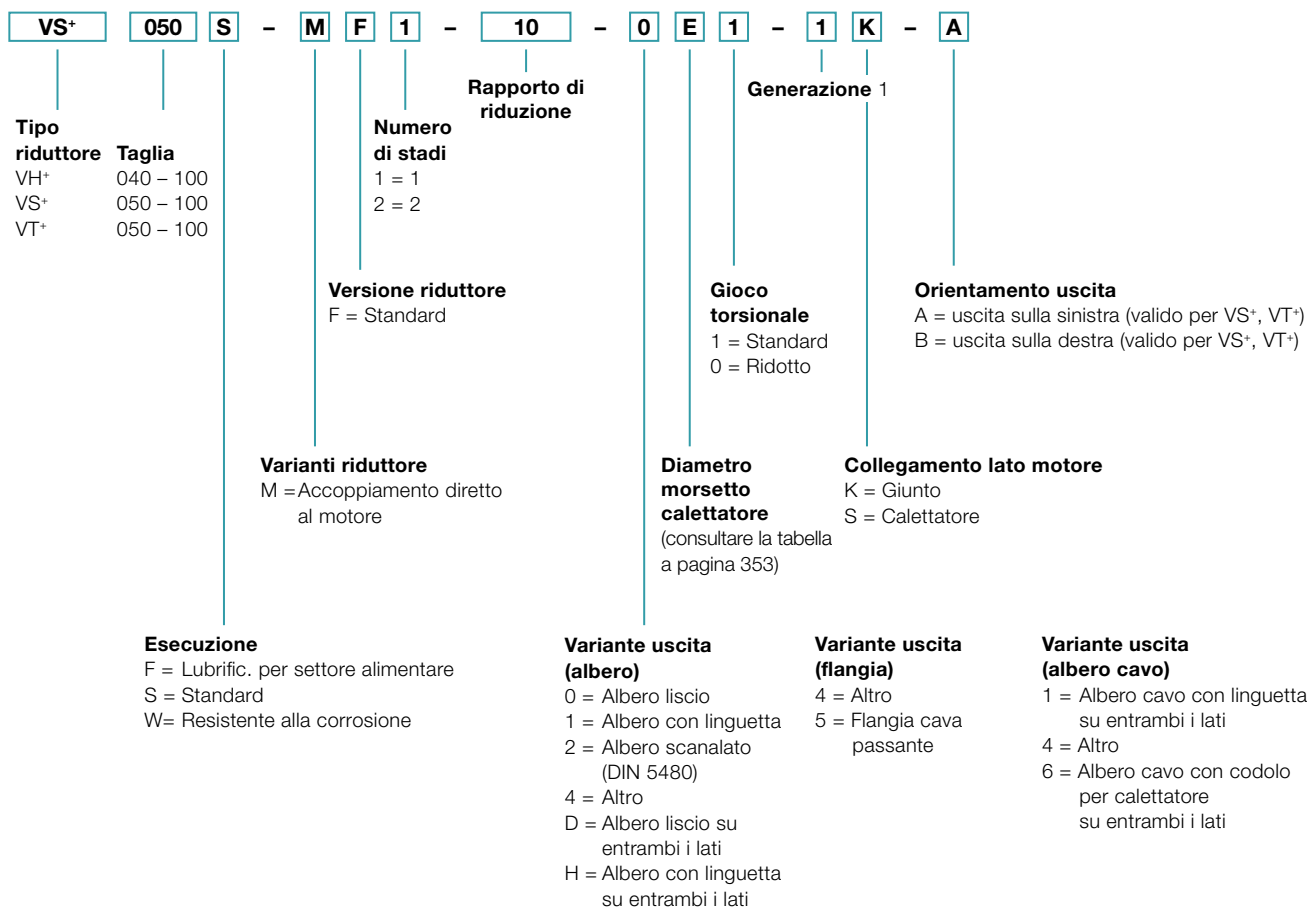 VS⁺ 050 S – M F 1 – 10 – 0 E 1 – 1 K – A
Rapporto di
riduzione
Generazione 1
Tipo
riduttore Taglia
VH⁺ 040 – 100
VS⁺ 050 – 100
VT⁺ 050 – 100
Numero
di stadi
1 = 1
2 = 2
Versione riduttore
F = Standard
Gioco
torsionale
1 = Standard
0 = Ridotto
Orientamento uscita
A = uscita sulla sinistra (valido per VS⁺, VT⁺)
B = uscita sulla destra (valido per VS⁺, VT⁺)
Varianti riduttore
M =Accoppiamento diretto
al motore
Diametro
morsetto
calettatore
(consultare la tabella
a pagina 353)
Collegamento lato motore
K = Giunto
S = Calettatore
Esecuzione
F = Lubrific. per settore alimentare
S = Standard
W= Resistente alla corrosione
Variante uscita
(albero)
0 = Albero liscio
1 = Albero con linguetta
2 = Albero scanalato
(DIN 5480)
4 = Altro
D = Albero liscio su
entrambi i lati
H = Albero con linguetta
su entrambi i lati
Variante uscita
(flangia)
4 = Altro
5 = Flangia cava
passante
Variante uscita
(albero cavo)
1 = Albero cavo con linguetta
su entrambi i lati
4 = Altro
6 = Albero cavo con codolo
per calettatore
su entrambi i lati